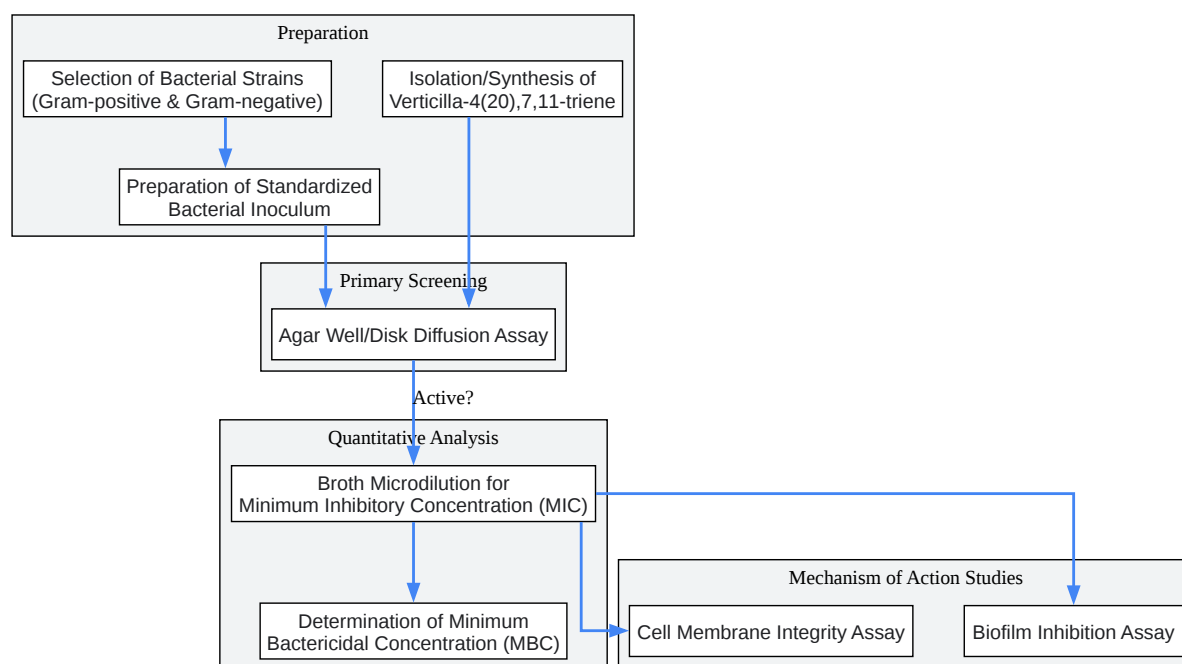 Preparation
Selection of Bacterial Strains
(Gram-positive & Gram-negative)
Isolation/Synthesis of
Verticilla-4(20),7,11-triene
Preparation of Standardized
Bacterial Inoculum
Primary Screening
Agar Well/Disk Diffusion Assay
Active?
Quantitative Analysis
Broth Microdilution for
Minimum Inhibitory Concentration (MIC)
Determination of Minimum
Bactericidal Concentration (MBC)
Mechanism of Action Studies
Cell Membrane Integrity Assay
Biofilm Inhibition Assay